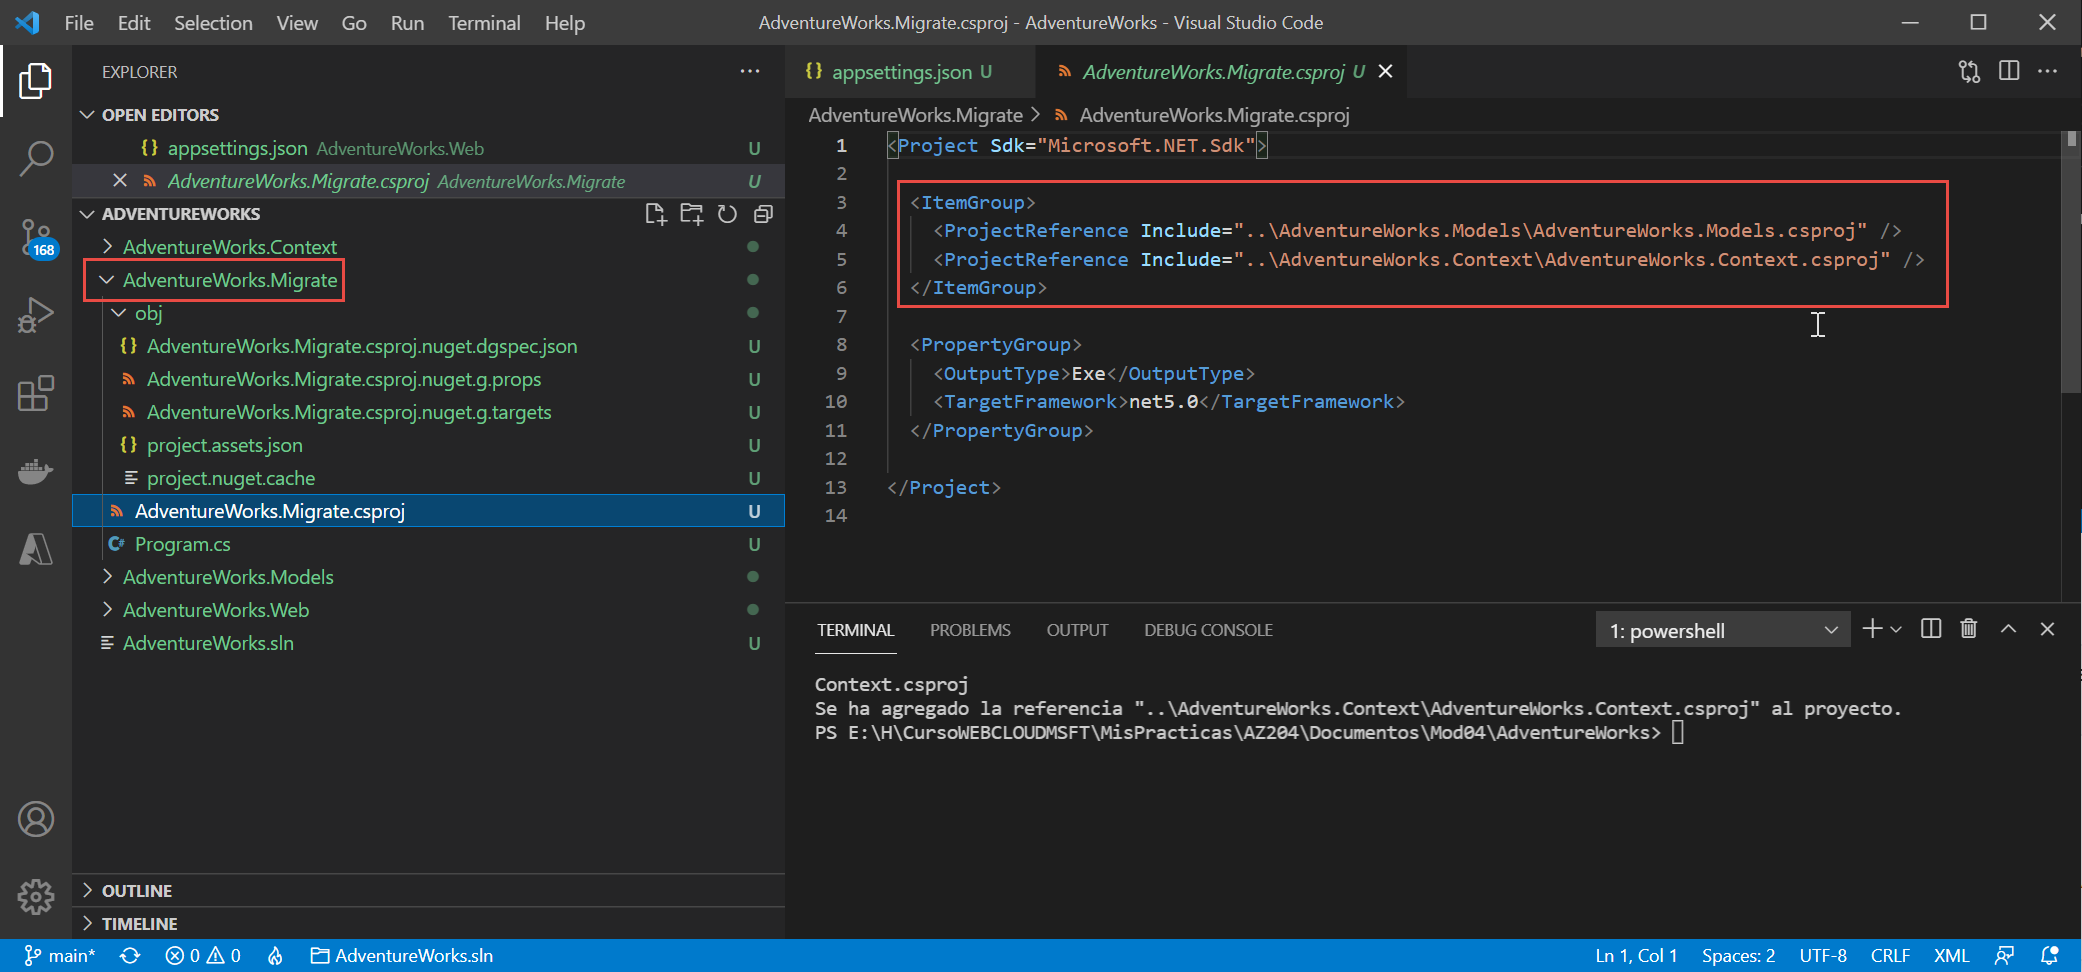 File Edit Selection View Go Run Terminal Help
AdventureWorks.Migrate.csproj - AdventureWorks - Visual Studio Code
EXPLORER
OPEN EDITORS
{} appsettings.json AdventureWorks.Web U
AdventureWorks.Migrate.csproj AdventureWorks.Migrate U
ADVENTUREWORKS
AdventureWorks.Context
AdventureWorks.Migrate
obj
{} AdventureWorks.Migrate.csproj.nuget.dgspec.json U
AdventureWorks.Migrate.csproj.nuget.g.props U
AdventureWorks.Migrate.csproj.nuget.g.targets U
{} project.assets.json U
project.nuget.cache U
AdventureWorks.Migrate.csproj U
C# Program.cs U
AdventureWorks.Models
AdventureWorks.Web
AdventureWorks.sln U
OUTLINE
TIMELINE
168
{} appsettings.json U
AdventureWorks.Migrate.csproj U
AdventureWorks.Migrate > AdventureWorks.Migrate.csproj
1 <Project Sdk="Microsoft.NET.Sdk">
2
3 <ItemGroup>
4 <ProjectReference Include="..\AdventureWorks.Models\AdventureWorks.Models.csproj" />
5 <ProjectReference Include="..\AdventureWorks.Context\AdventureWorks.Context.csproj" />
6 </ItemGroup>
7
8 <PropertyGroup>
9 <OutputType>Exe</OutputType>
10 <TargetFramework>net5.0</TargetFramework>
11 </PropertyGroup>
12
13 </Project>
14
TERMINAL PROBLEMS OUTPUT DEBUG CONSOLE
1: powershell
Context.csproj
Se ha agregado la referencia "..\AdventureWorks.Context\AdventureWorks.Context.csproj" al proyecto.
PS E:\H\CursoWEBCLOUDMSFT\MisPracticas\AZ204\Documentos\Mod04\AdventureWorks>
main* 0 0 AdventureWorks.sln
Ln 1, Col 1 Spaces: 2 UTF-8 CRLF XML